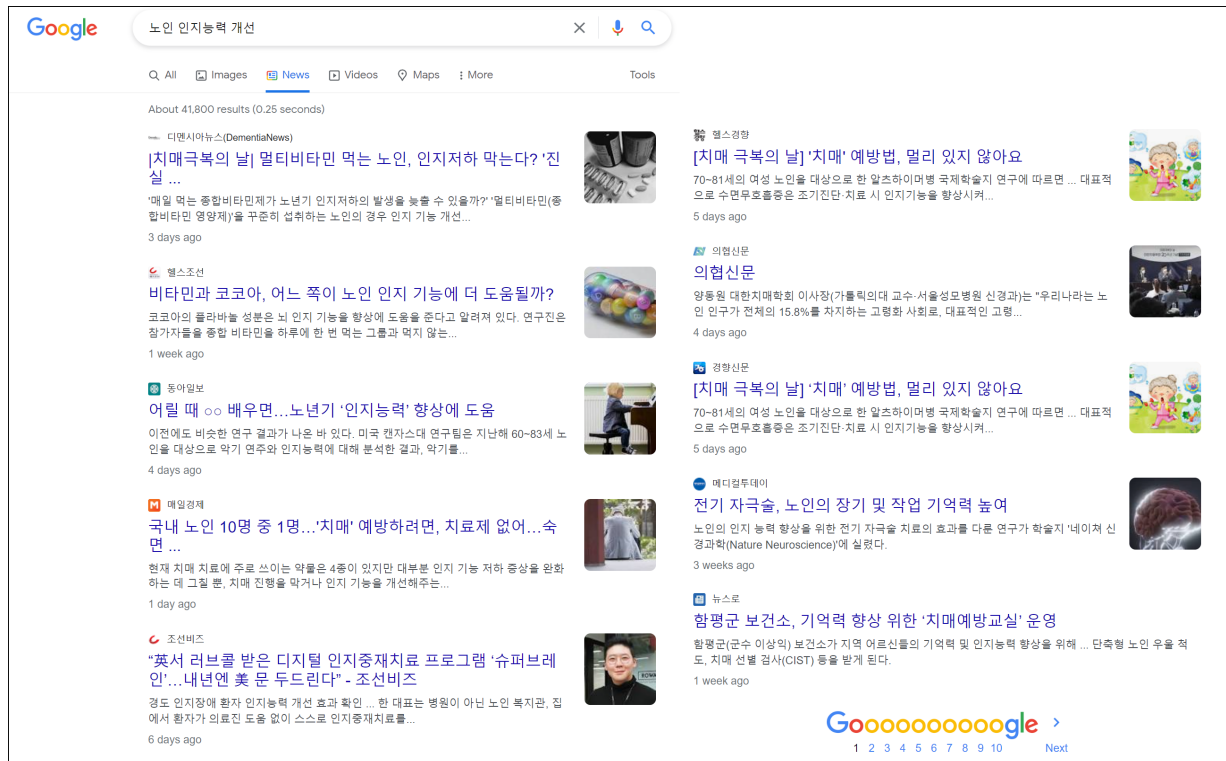 Google
노인 인지능력 개선
All Images News Videos Maps More Tools
About 41,800 results (0.25 seconds)
디멘시아뉴스(DementiaNews)
|치매극복의 날| 멀티비타민 먹는 노인, 인지저하 막는다? '진
실 ...
'매일 먹는 종합비타민제가 노년기 인지저하의 발생을 늦출 수 있을까?' '멀티비타민(종
합비타민 영양제)'을 꾸준히 섭취하는 노인의 경우 인지 기능 개선...
3 days ago
헬스조선
비타민과 코코아, 어느 쪽이 노인 인지 기능에 더 도움될까?
코코아의 플라바놀 성분은 뇌 인지 기능을 향상에 도움을 준다고 알려져 있다. 연구진은
참가자들을 종합 비타민을 하루에 한 번 먹는 그룹과 먹지 않는...
1 week ago
동아일보
어릴 때 ○○ 배우면…노년기 ‘인지능력’ 향상에 도움
이전에도 비슷한 연구 결과가 나온 바 있다. 미국 캔자스대 연구팀은 지난해 60~83세 노
인을 대상으로 악기 연주와 인지능력에 대해 분석한 결과, 악기를...
4 days ago
매일경제
국내 노인 10명 중 1명…'치매' 예방하려면, 치료제 없어…숙
면 ...
현재 치매 치료에 주로 쓰이는 약물은 4종이 있지만 대부분 인지 기능 저하 증상을 완화
하는 데 그칠 뿐, 치매 진행을 막거나 인지 기능을 개선해주는...
1 day ago
조선비즈
“英서 러브콜 받은 디지털 인지중재치료 프로그램 ‘슈퍼브레
인’…내년엔 美 문 두드린다” - 조선비즈
경도 인지장애 환자 인지능력 개선 효과 확인 ... 한 대표는 병원이 아닌 노인 복지관, 집
에서 환자가 의료진 도움 없이 스스로 인지중재치료를...
6 days ago
헬스경향
[치매 극복의 날] '치매' 예방법, 멀리 있지 않아요
70~81세의 여성 노인을 대상으로 한 알츠하이머병 국제학술지 연구에 따르면 ... 대표적
으로 수면무호흡증은 조기진단·치료 시 인지기능을 향상시켜...
5 days ago
의협신문
의협신문
양동원 대한치매학회 이사장(가톨릭의대 교수·서울성모병원 신경과)는 "우리나라는 노
인 인구가 전체의 15.8%를 차지하는 고령화 사회로, 대표적인 고령...
4 days ago
경향신문
[치매 극복의 날] ‘치매’ 예방법, 멀리 있지 않아요
70~81세의 여성 노인을 대상으로 한 알츠하이머병 국제학술지 연구에 따르면 ... 대표적
으로 수면무호흡증은 조기진단·치료 시 인지기능을 향상시켜...
5 days ago
메디컬투데이
전기 자극술, 노인의 장기 및 작업 기억력 높여
노인의 인지 능력 향상을 위한 전기 자극술 치료의 효과를 다룬 연구가 학술지 '네이쳐 신
경과학(Nature Neuroscience)'에 실렸다.
3 weeks ago
뉴스로
함평군 보건소, 기억력 향상 위한 ‘치매예방교실’ 운영
함평군(군수 이상익) 보건소가 지역 어르신들의 기억력 및 인지능력 향상을 위해 ... 단축형 노인 우울 척
도, 치매 선별 검사(CIST) 등을 받게 된다.
1 week ago
Goooooooooogle
1 2 3 4 5 6 7 8 9 10 Next